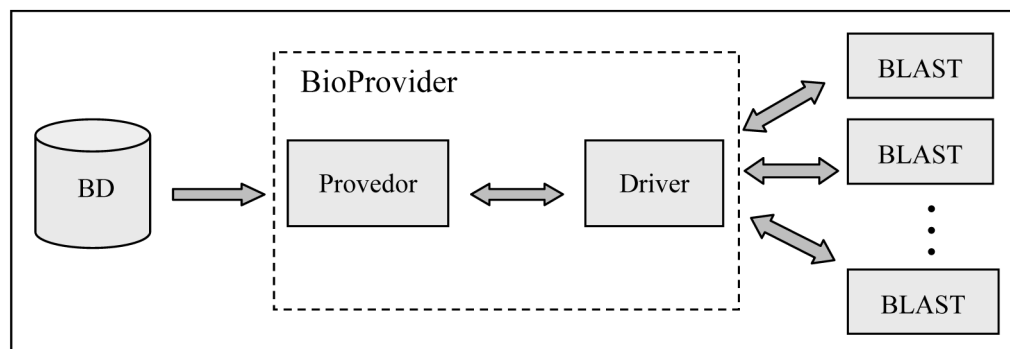 BioProvider
BD
Provedor
Driver
BLAST
BLAST
BLAST